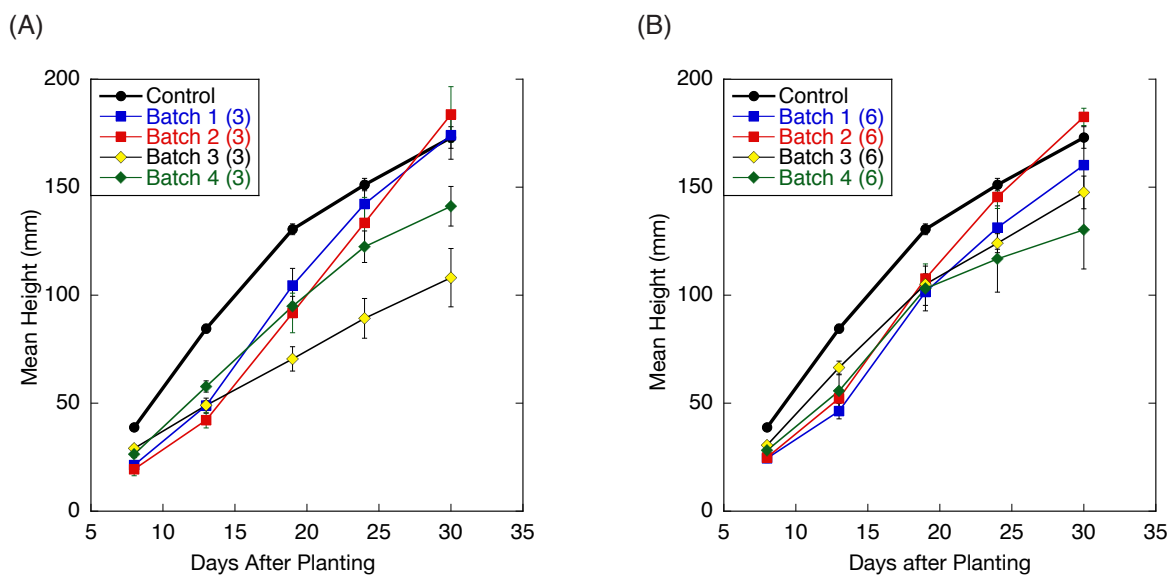 (A)
200
150
100
50
0
Mean Height (mm)
Control
Batch 1 (3)
Batch 2 (3)
Batch 3 (3)
Batch 4 (3)
5 10 15 20 25 30 35
Days After Planting
(B)
200
150
100
50
0
Mean Height (mm)
Control
Batch 1 (6)
Batch 2 (6)
Batch 3 (6)
Batch 4 (6)
5 10 15 20 25 30 35
Days after Planting